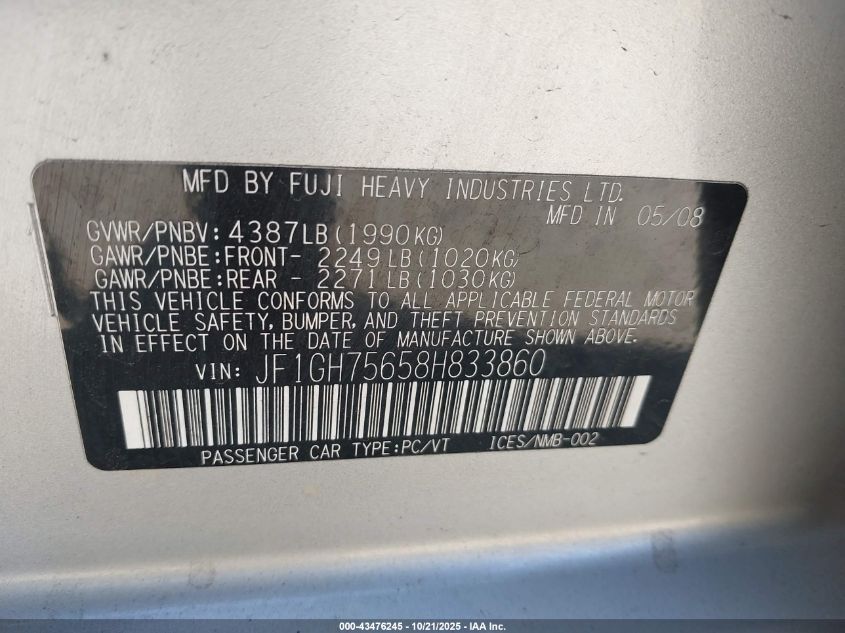 MFD BY FUJI HEAVY INDUSTRIES LTD.
MFD IN 05/08
GVWR/PNBV: 4387LB(1990KG)
GAWR/PNBE:FRONT- 2249LB(1020KG)
GAWR/PNBE:REAR - 2271LB(1030KG)
THIS VEHICLE CONFORMS TO ALL APPLICABLE FEDERAL MOTOR
VEHICLE SAFETY, BUMPER, AND THEFT PREVENTION STANDARDS
IN EFFECT ON THE DATE OF MANUFACTURE SHOWN ABOVE.
VIN: JF1GH75658H833860
PASSENGER CAR TYPE:PC/VT ICES/NMB-002
000-43476245 - 10/21/2025 - IAA Inc.